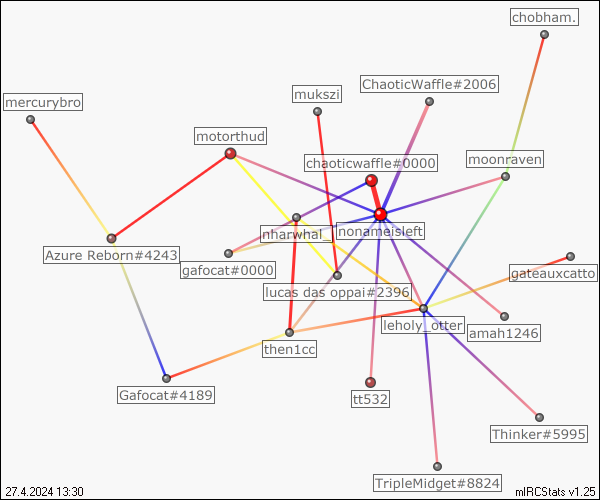 chobham.
ChaoticWaffle#2006
mukszi
mercurybro
motorthud
chaoticwaffle#0000
moonraven
nharwhal_
nonameisleft
Azure Reborn#4243
gafocat#0000
gateauxcatto
lucas das oppai#2396
leholy_otter
amah1246
then1cc
Gafocat#4189
tt532
Thinker#5995
TripleMidget#8824
27.4.2024 13:30
mIRCStats v1.25